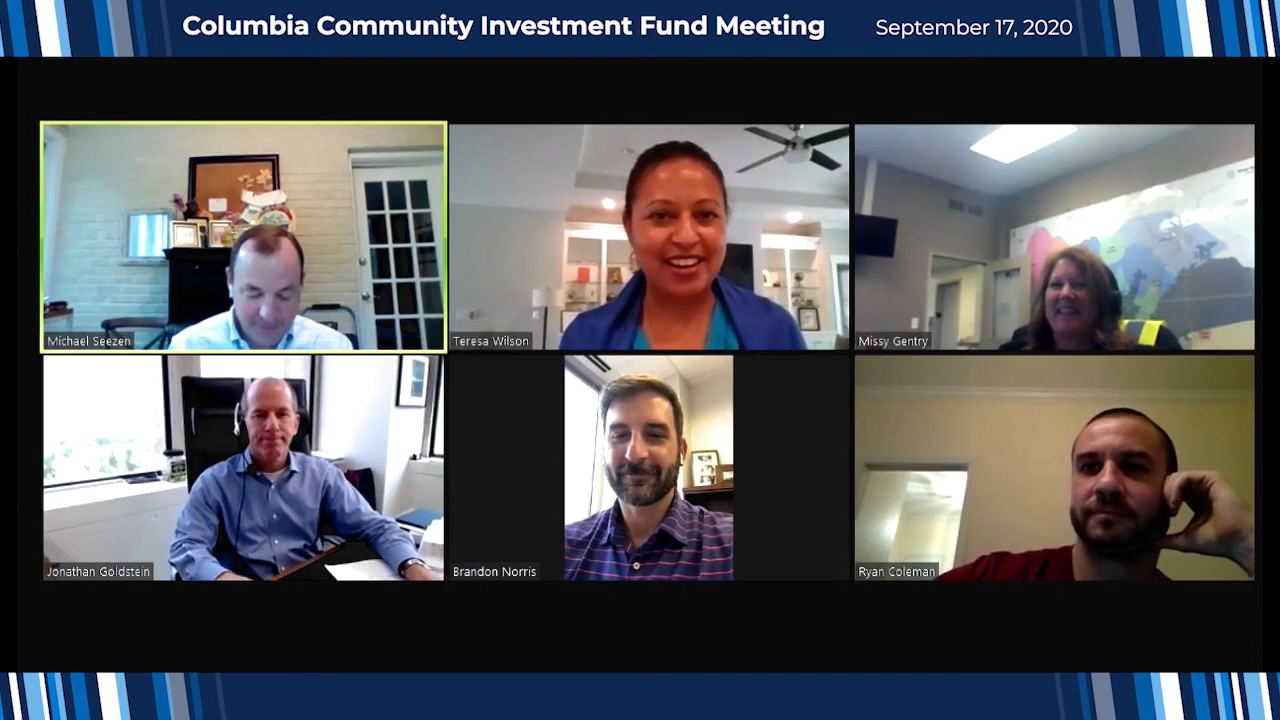 Columbia Community Investment Fund Meeting September 17, 2020
Michael Seezen
Teresa Wilson
Missy Gentry
Jonathan Goldstein
Brandon Norris
Ryan Coleman